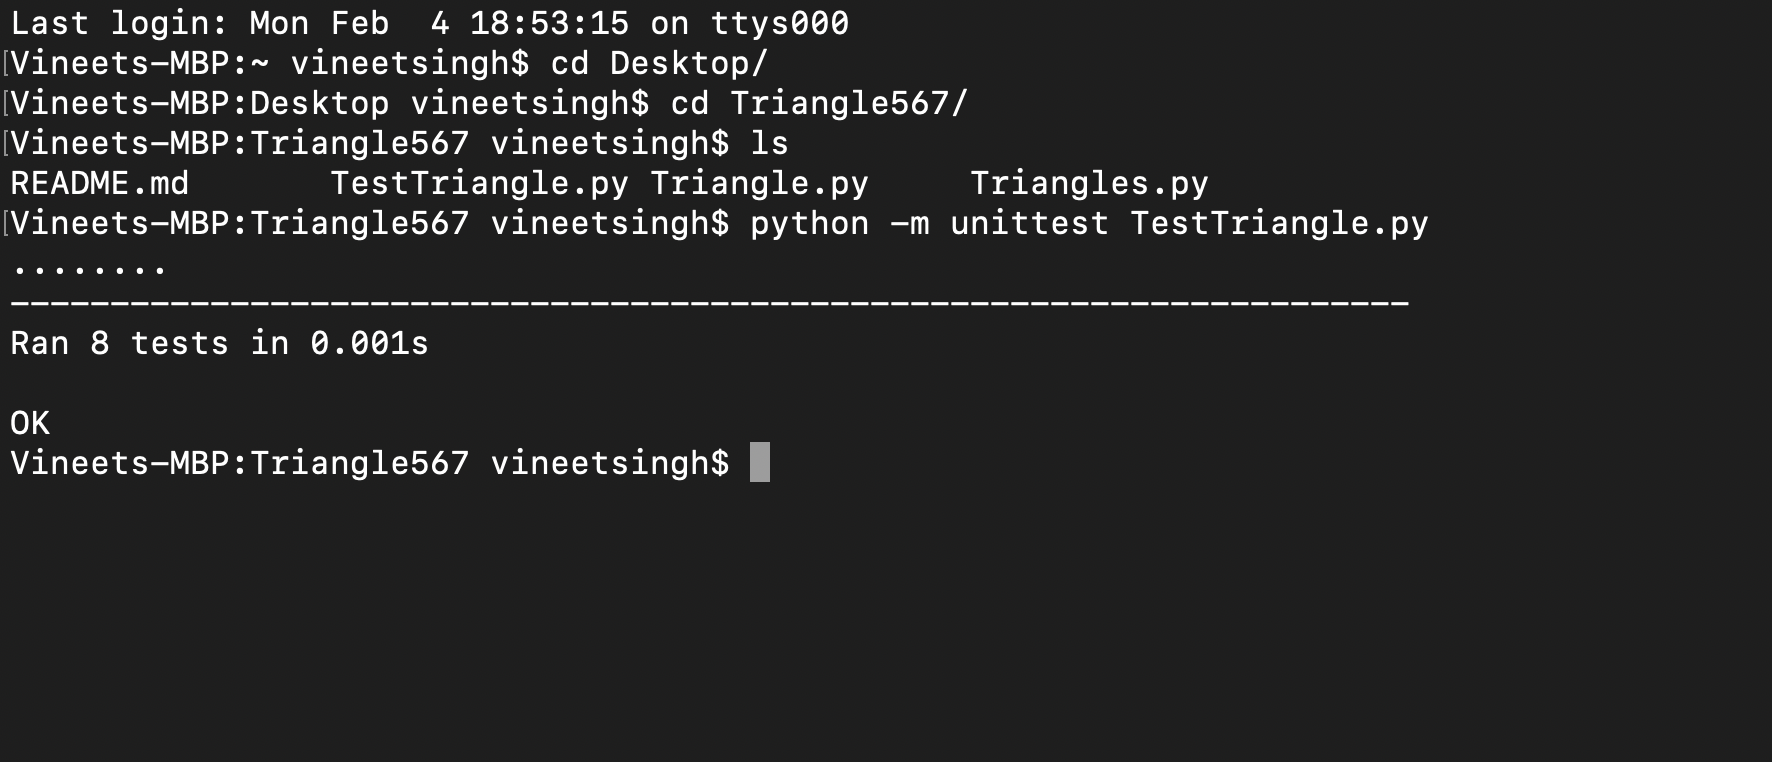 Last login: Mon Feb  4 18:53:15 on ttys000
[Vineets-MBP:~ vineetsingh$ cd Desktop/
[Vineets-MBP:Desktop vineetsingh$ cd Triangle567/
[Vineets-MBP:Triangle567 vineetsingh$ ls
README.md       TestTriangle.py Triangle.py     Triangles.py
[Vineets-MBP:Triangle567 vineetsingh$ python -m unittest TestTriangle.py
........
----------------------------------------------------------------------
Ran 8 tests in 0.001s

OK
Vineets-MBP:Triangle567 vineetsingh$